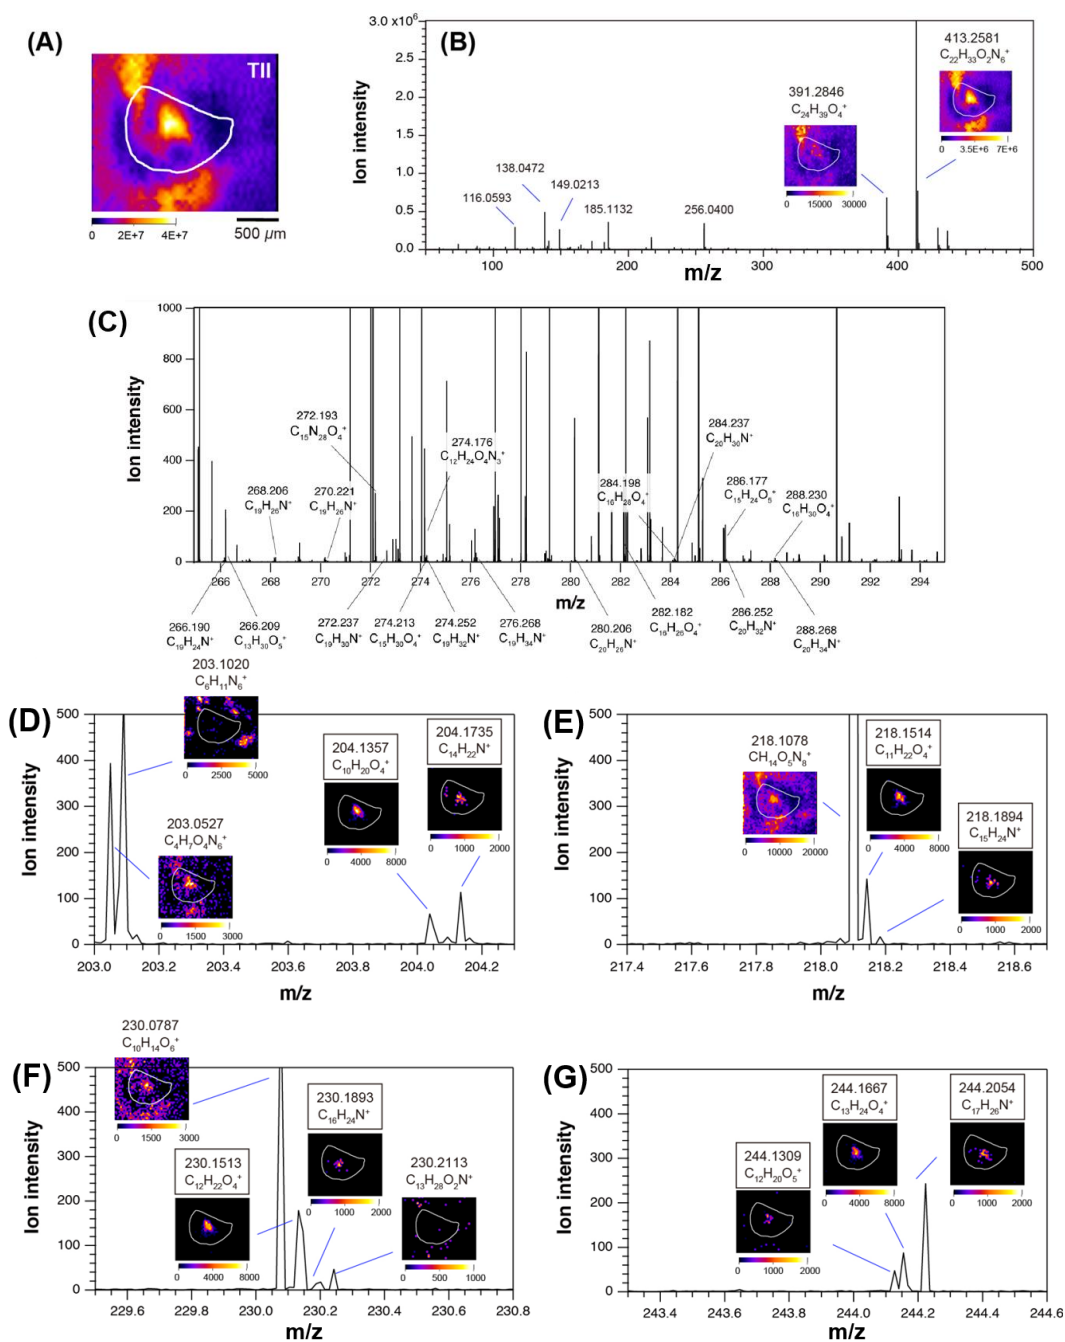 (A)
TII
0 2E+7 4E+7
500 µm
(B)
Ion intensity
3.0 x10⁶
2.5
2.0
1.5
1.0
0.5
0.0
413.2581
C₂₂H₃₃O₂N₆⁺
0 3.5E+6 7E+6
391.2846
C₂₄H₃₉O₄⁺
0 15000 30000
138.0472
149.0213
116.0593
185.1132
256.0400
100 200 300 400 500
m/z
(C)
Ion intensity
1000
800
600
400
200
0
272.193
C₁₅N₂₈O₄⁺
274.176
C₁₂H₂₄O₄N₃⁺
284.237
C₂₀H₃₀N⁺
268.206
C₁₉H₂₆N⁺
270.221
C₁₉H₂₆N⁺
284.198
C₁₆H₂₈O₄⁺
286.177
C₁₅H₂₄O₅⁺
288.230
C₁₆H₃₀O₄⁺
266 268 270 272 274 276 278 280 282 284 286 288 290 292 294
m/z
266.190
C₁₉H₂₄N⁺
266.209
C₁₃H₃₀O₅⁺
272.237
C₁₉H₃₀N⁺
274.213
C₁₅H₃₀O₄⁺
274.252
C₁₉H₃₂N⁺
276.268
C₁₉H₃₄N⁺
280.206
C₂₀H₂₆N⁺
282.182
C₁₆H₂₆O₄⁺
286.252
C₂₀H₃₂N⁺
288.268
C₂₀H₃₄N⁺
(D)
Ion intensity
500
400
300
200
100
0
203.1020
C₆H₁₁N₆⁺
0 2500 5000
203.0527
C₄H₇O₄N₆⁺
0 1500 3000
204.1357
C₁₀H₂₀O₄⁺
0 4000 8000
204.1735
C₁₄H₂₂N⁺
0 1000 2000
203.0 203.2 203.4 203.6 203.8 204.0 204.2
m/z
(E)
Ion intensity
500
400
300
200
100
0
218.1078
CH₁₄O₅N₈⁺
0 10000 20000
218.1514
C₁₁H₂₂O₄⁺
0 4000 8000
218.1894
C₁₅H₂₄N⁺
0 1000 2000
217.4 217.6 217.8 218.0 218.2 218.4 218.6
m/z
(F)
Ion intensity
500
400
300
200
100
0
230.0787
C₁₀H₁₄O₆⁺
0 1500 3000
230.1513
C₁₂H₂₂O₄⁺
0 4000 8000
230.1893
C₁₆H₂₄N⁺
0 1000 2000
230.2113
C₁₃H₂₈O₂N⁺
0 500 1000
229.6 229.8 230.0 230.2 230.4 230.6 230.8
m/z
(G)
Ion intensity
500
400
300
200
100
0
244.1309
C₁₂H₂₀O₅⁺
0 1000 2000
244.1667
C₁₃H₂₄O₄⁺
0 4000 8000
244.2054
C₁₇H₂₆N⁺
0 1000 2000
243.4 243.6 243.8 244.0 244.2 244.4 244.6
m/z